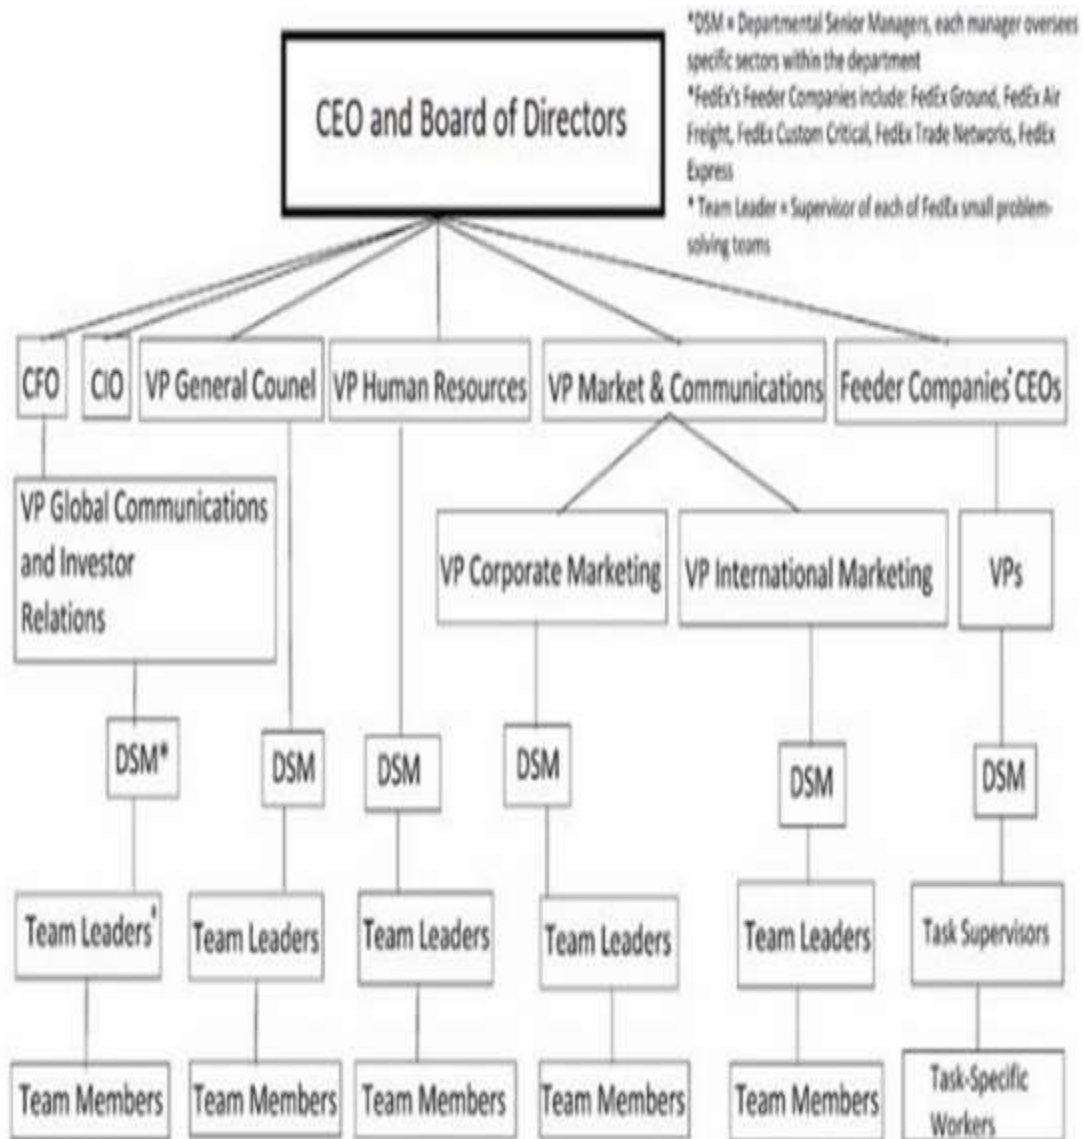 *DSM = Departmental Senior Managers, each manager oversees
specific sectors within the department
*FedEx's Feeder Companies include: FedEx Ground, FedEx Air
Freight, FedEx Custom Critical, FedEx Trade Networks, FedEx
Express
* Team Leader = Supervisor of each of FedEx small problem-
solving teams
CEO and Board of Directors
CFO
CIO
VP General Counel
VP Human Resources
VP Market & Communications
Feeder Companies* CEOs
VP Global Communications
and Investor
Relations
VP Corporate Marketing
VP International Marketing
VPs
DSM*
DSM
DSM
DSM
DSM
DSM
Team Leaders*
Team Leaders
Team Leaders
Team Leaders
Team Leaders
Task Supervisors
Team Members
Team Members
Team Members
Team Members
Team Members
Task-Specific
Workers